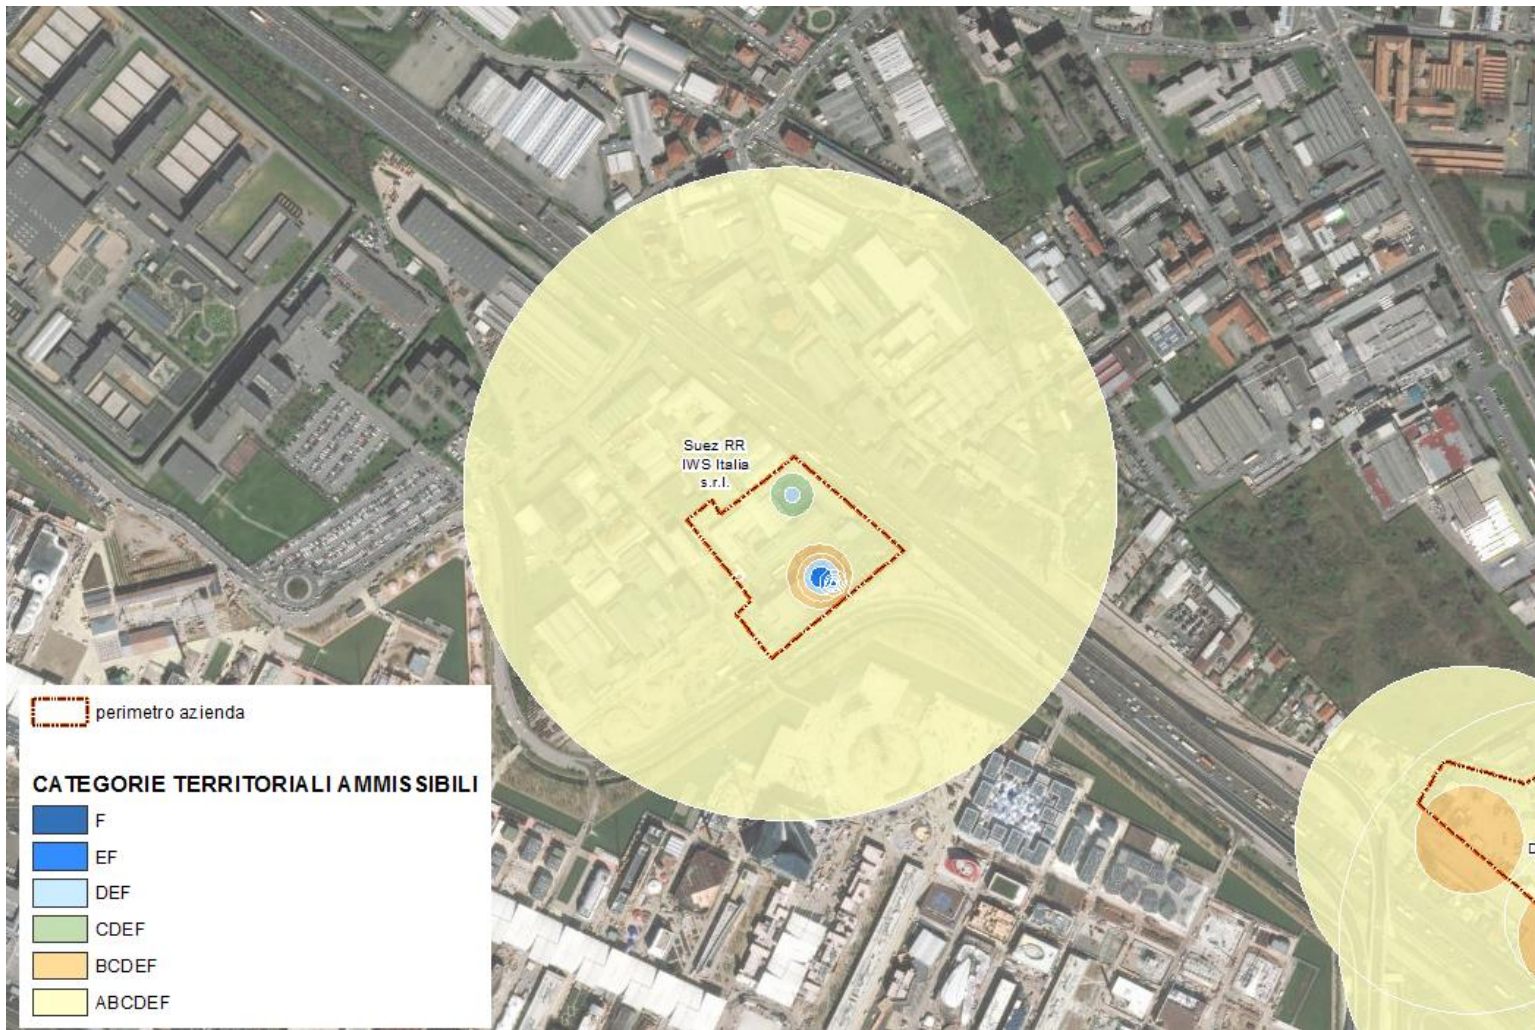 Suez RR
IWS Italia
s.r.l.
D
perimetro azienda
CATEGORIE TERRITORIALI AMMISSIBILI
F
EF
DEF
CDEF
BCDEF
ABCDEF